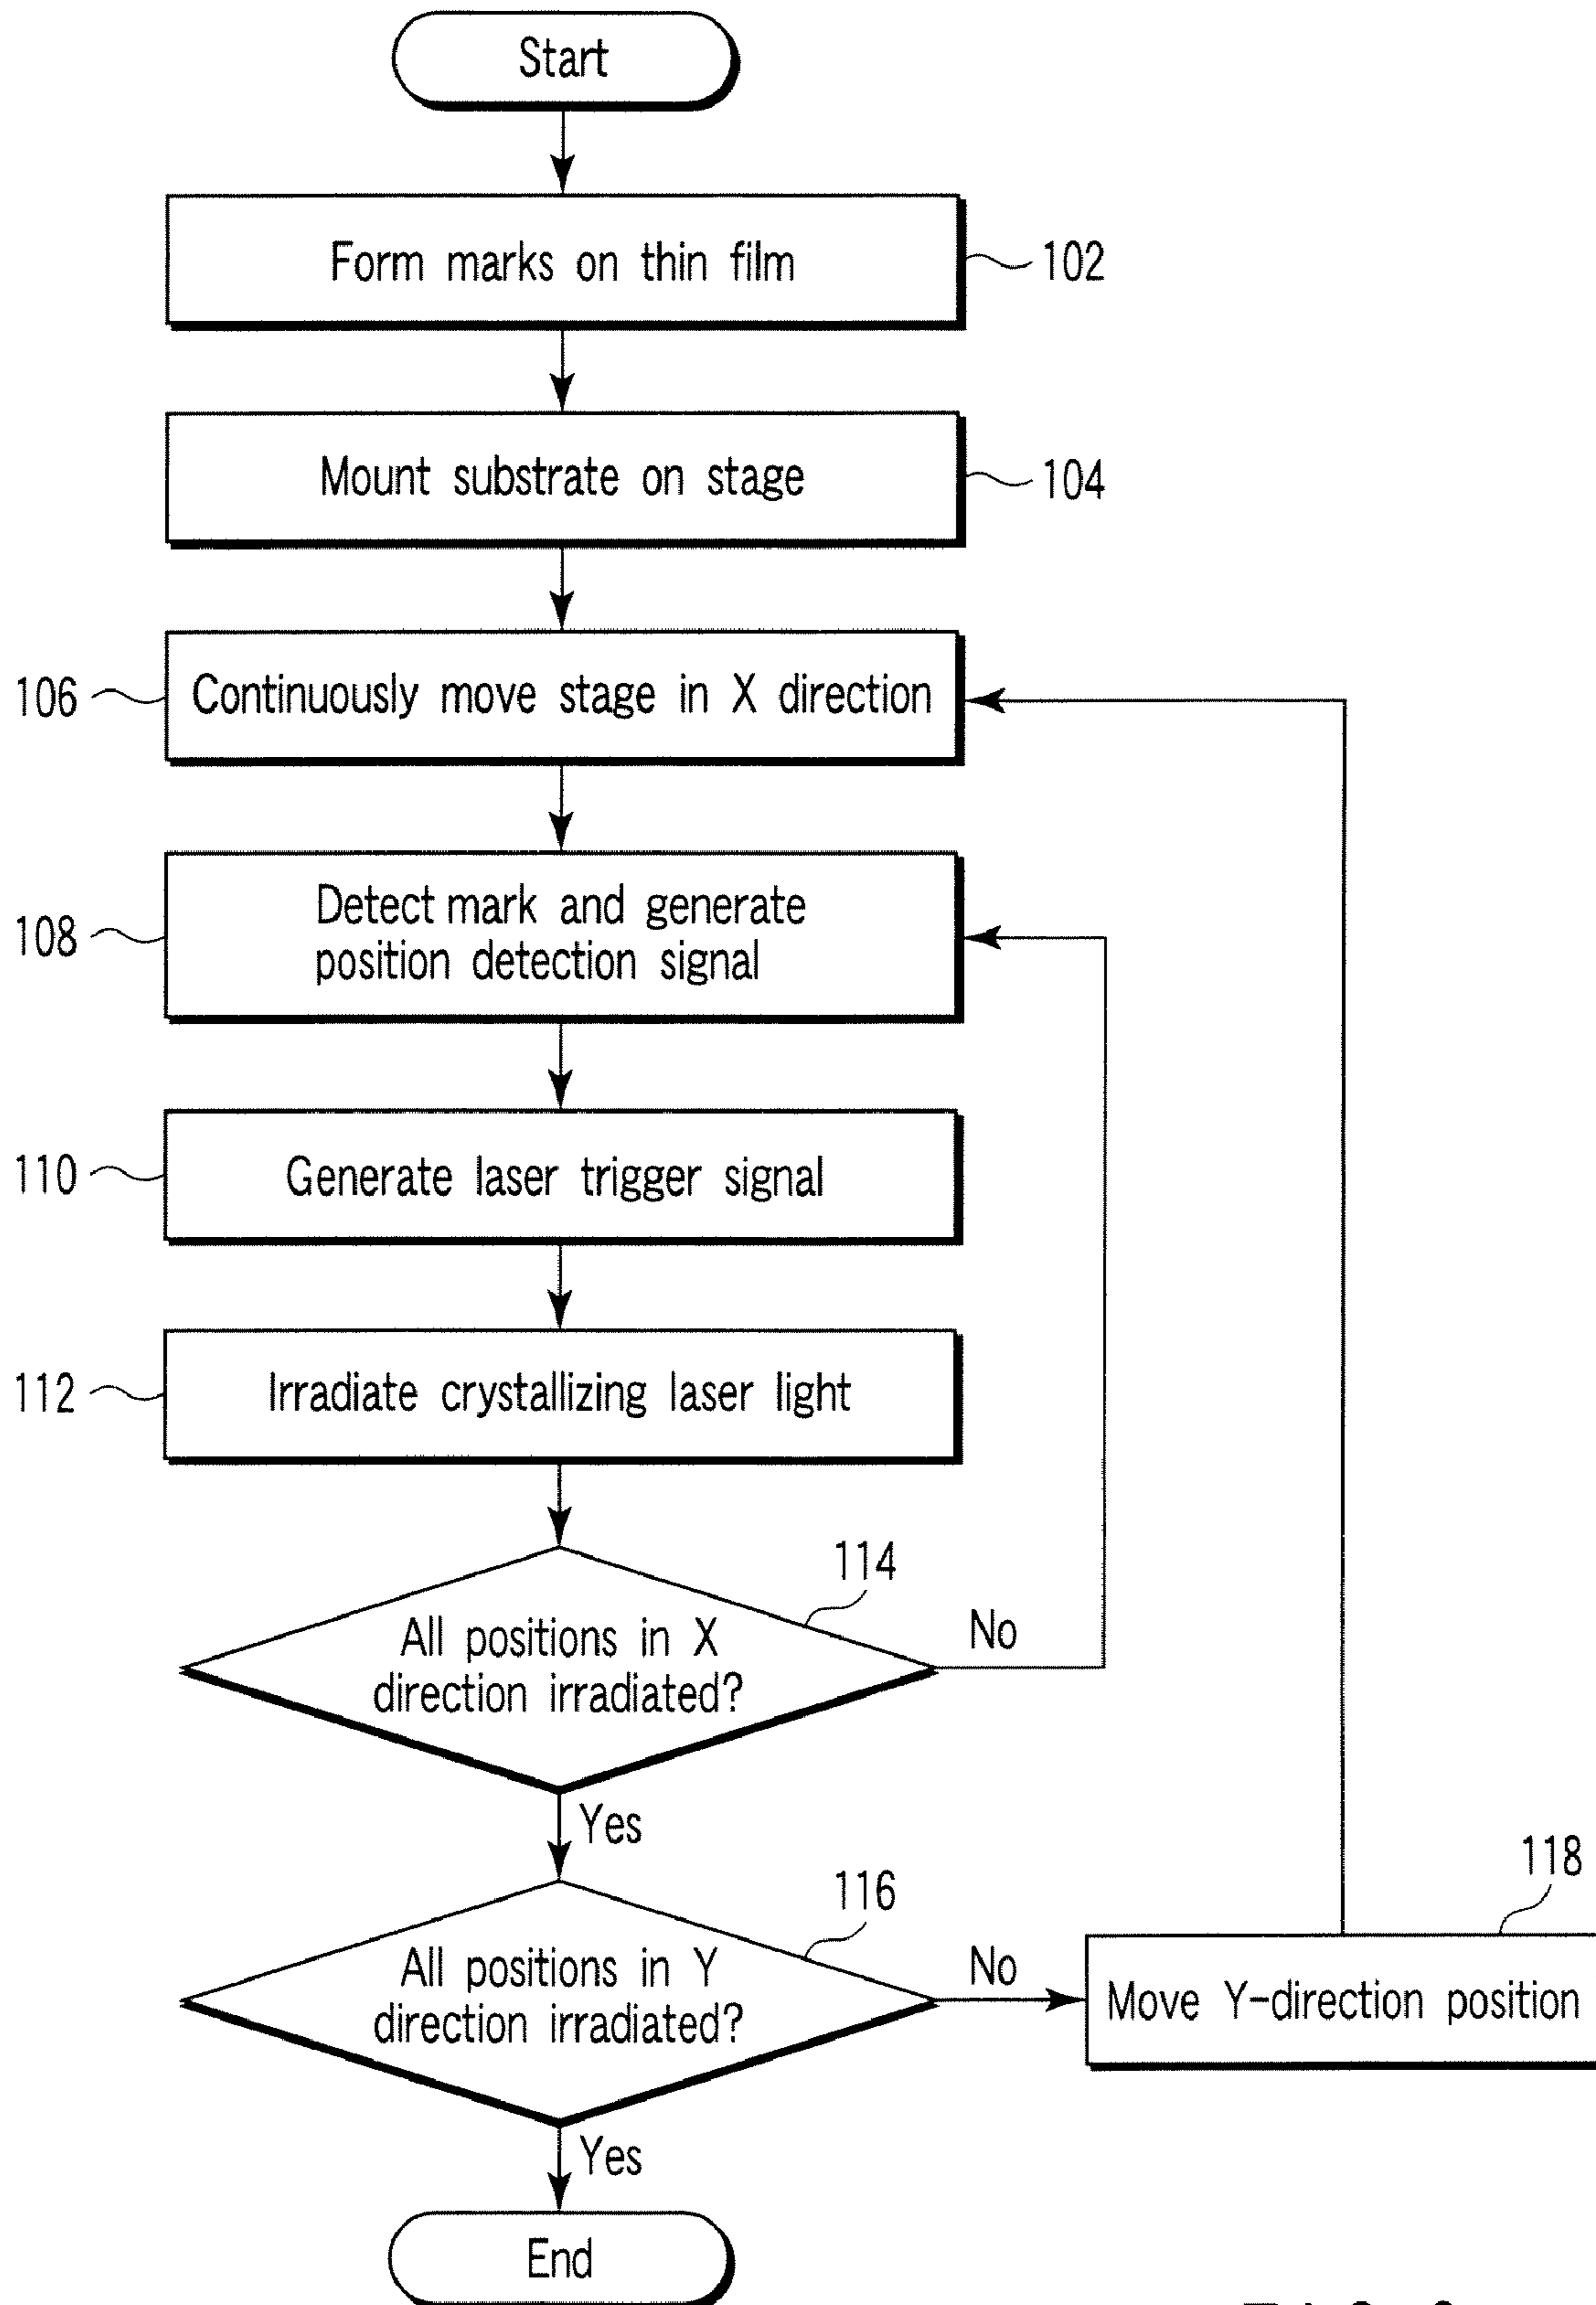 Start
Form marks on thin film
102
Mount substrate on stage
104
106
Continuously move stage in X direction
108
Detect mark and generate
position detection signal
110
Generate laser trigger signal
112
Irradiate crystallizing laser light
114
All positions in X
direction irradiated?
No
Yes
116
All positions in Y
direction irradiated?
No
118
Move Y-direction position
Yes
End